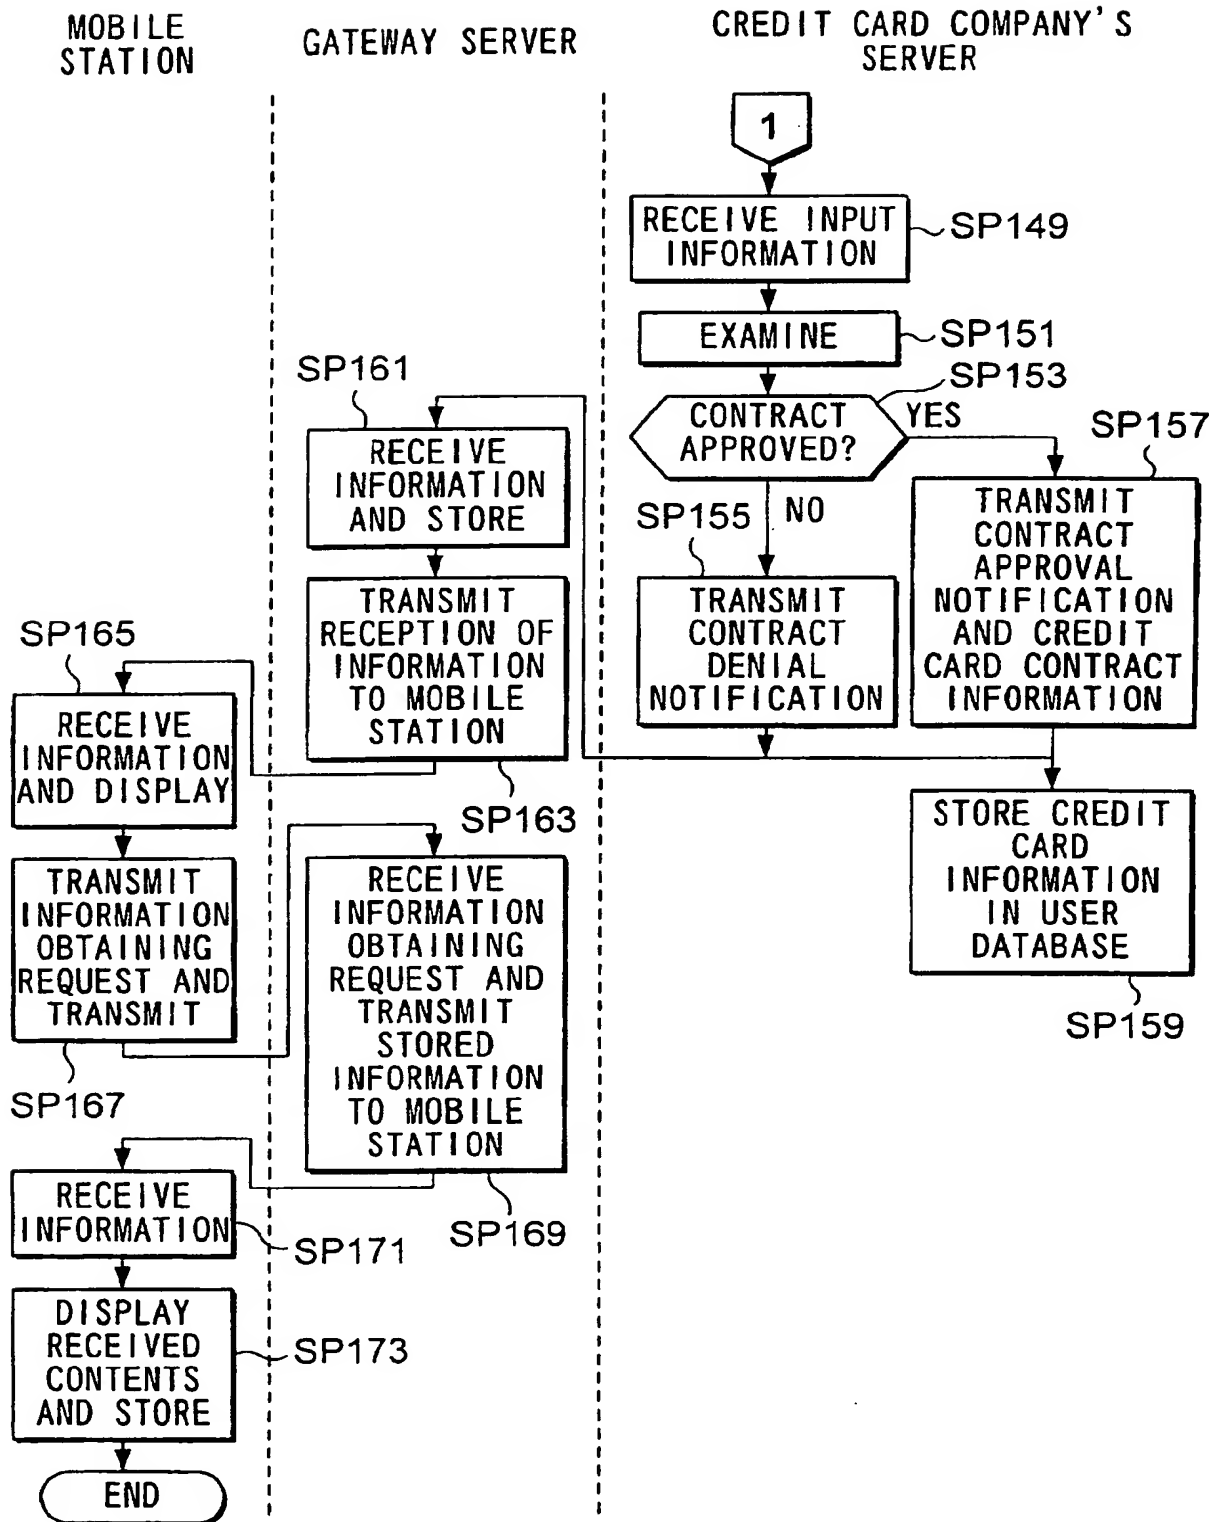 MOBILE
STATION
GATEWAY SERVER
CREDIT CARD COMPANY'S
SERVER
1
RECEIVE INPUT
INFORMATION
SP149
EXAMINE
SP151
SP153
CONTRACT
APPROVED?
YES
NO
SP157
TRANSMIT
CONTRACT
APPROVAL
NOTIFICATION
AND CREDIT
CARD CONTRACT
INFORMATION
SP155
TRANSMIT
CONTRACT
DENIAL
NOTIFICATION
STORE CREDIT
CARD
INFORMATION
IN USER
DATABASE
SP159
SP161
RECEIVE
INFORMATION
AND STORE
TRANSMIT
RECEPTION OF
INFORMATION
TO MOBILE
STATION
SP163
SP165
RECEIVE
INFORMATION
AND DISPLAY
TRANSMIT
INFORMATION
OBTAINING
REQUEST AND
TRANSMIT
SP167
RECEIVE
INFORMATION
OBTAINING
REQUEST AND
TRANSMIT
STORED
INFORMATION
TO MOBILE
STATION
SP169
RECEIVE
INFORMATION
SP171
DISPLAY
RECEIVED
CONTENTS
AND STORE
SP173
END